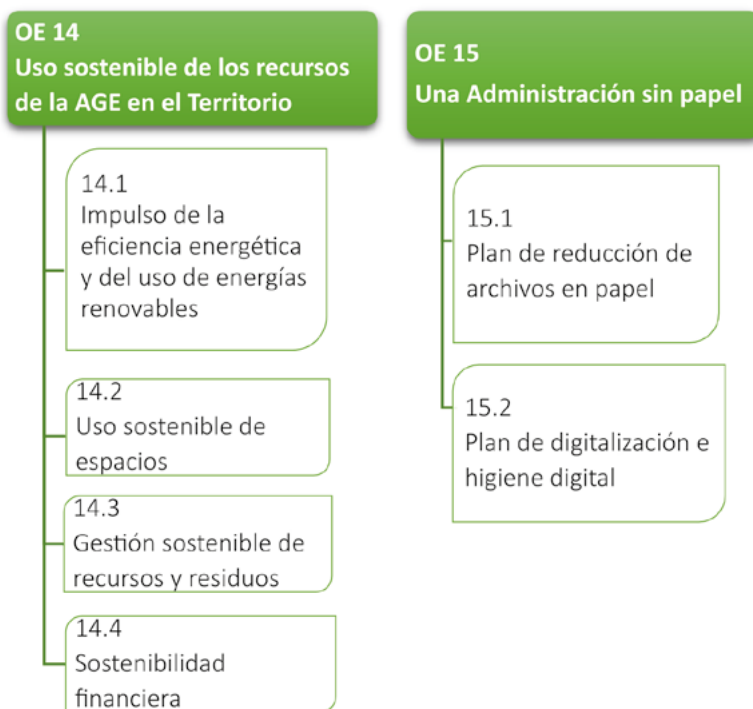 OE 14
Uso sostenible de los recursos
de la AGE en el Territorio
14.1
Impulso de la
eficiencia energética
y del uso de energías
renovables
14.2
Uso sostenible de
espacios
14.3
Gestión sostenible de
recursos y residuos
14.4
Sostenibilidad
financiera
OE 15
Una Administración sin papel
15.1
Plan de reducción de
archivos en papel
15.2
Plan de digitalización e
higiene digital